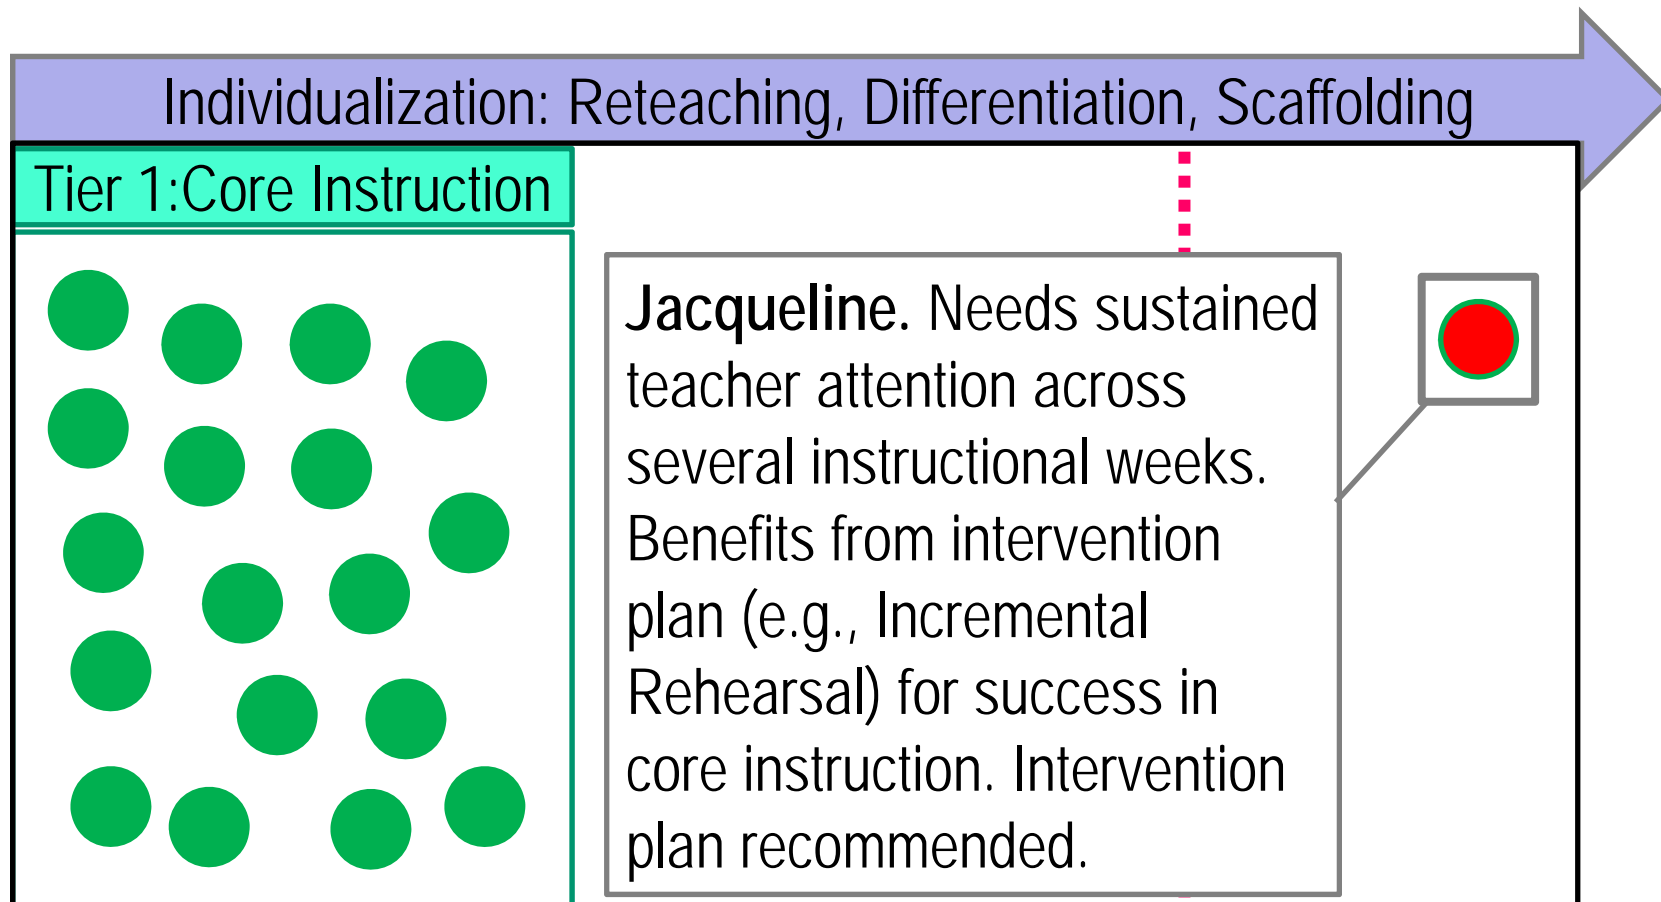 Individualization: Reteaching, Differentiation, Scaffolding
Tier 1:Core Instruction
Jacqueline. Needs sustained
teacher attention across
several instructional weeks.
Benefits from intervention
plan (e.g., Incremental
Rehearsal) for success in
core instruction. Intervention
plan recommended.